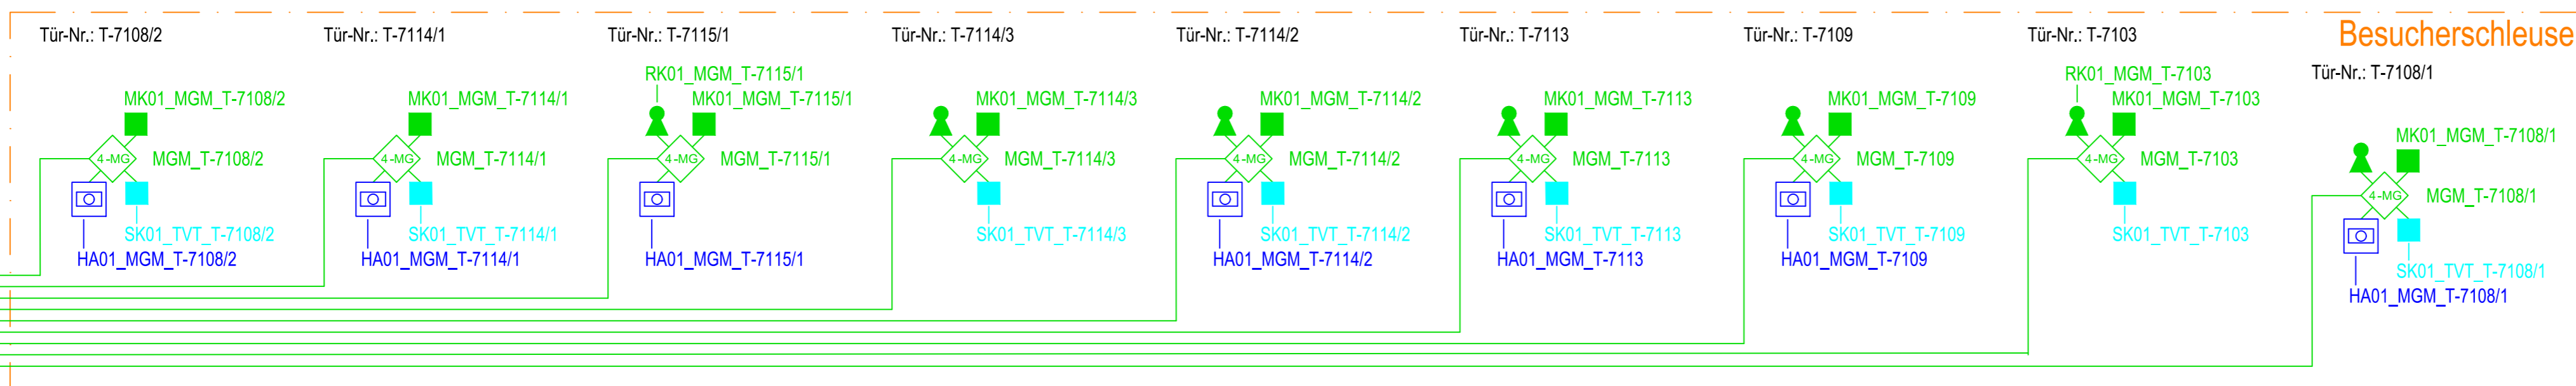 Besucherschleuse
Tür-Nr.: T-7108/2
MK01_MGM_T-7108/2
4-MG
MGM_T-7108/2
SK01_TVT_T-7108/2
HA01_MGM_T-7108/2
Tür-Nr.: T-7114/1
MK01_MGM_T-7114/1
4-MG
MGM_T-7114/1
SK01_TVT_T-7114/1
HA01_MGM_T-7114/1
Tür-Nr.: T-7115/1
RK01_MGM_T-7115/1
MK01_MGM_T-7115/1
4-MG
MGM_T-7115/1
HA01_MGM_T-7115/1
Tür-Nr.: T-7114/3
MK01_MGM_T-7114/3
4-MG
MGM_T-7114/3
SK01_TVT_T-7114/3
Tür-Nr.: T-7114/2
MK01_MGM_T-7114/2
4-MG
MGM_T-7114/2
SK01_TVT_T-7114/2
HA01_MGM_T-7114/2
Tür-Nr.: T-7113
MK01_MGM_T-7113
4-MG
MGM_T-7113
SK01_TVT_T-7113
HA01_MGM_T-7113
Tür-Nr.: T-7109
MK01_MGM_T-7109
4-MG
MGM_T-7109
SK01_TVT_T-7109
HA01_MGM_T-7109
Tür-Nr.: T-7103
RK01_MGM_T-7103
MK01_MGM_T-7103
4-MG
MGM_T-7103
SK01_TVT_T-7103
Tür-Nr.: T-7108/1
MK01_MGM_T-7108/1
4-MG
MGM_T-7108/1
SK01_TVT_T-7108/1
HA01_MGM_T-7108/1